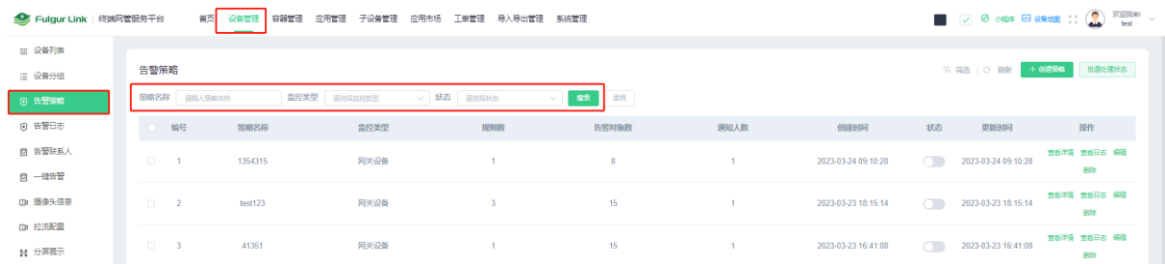 Fulgur Link 终端网管服务平台 首页 设备管理 容器管理 应用管理 子设备管理 应用市场 工单管理 导入导出管理 系统管理 小程序 设备地图 欢迎回来! test
设备列表
设备分组
告警策略
告警日志
告警联系人
一键告警
摄像头信息
拉流配置
分屏展示
告警策略 筛选 刷新 + 创建策略 批量处理状态
策略名称 请输入策略名称 监控类型 请选择监控类型 状态 请选择状态 搜索 重置
编号 策略名称 监控类型 规则数 告警对象数 通知人数 创建时间 状态 更新时间 操作
1 1354315 网关设备 1 8 1 2023-03-24 09:10:28 2023-03-24 09:10:28 查看详情 查看日志 编辑
删除
2 test123 网关设备 3 15 1 2023-03-23 18:15:14 2023-03-23 18:15:14 查看详情 查看日志 编辑
删除
3 41351 网关设备 1 15 1 2023-03-23 16:41:08 2023-03-23 16:41:08 查看详情 查看日志 编辑
删除